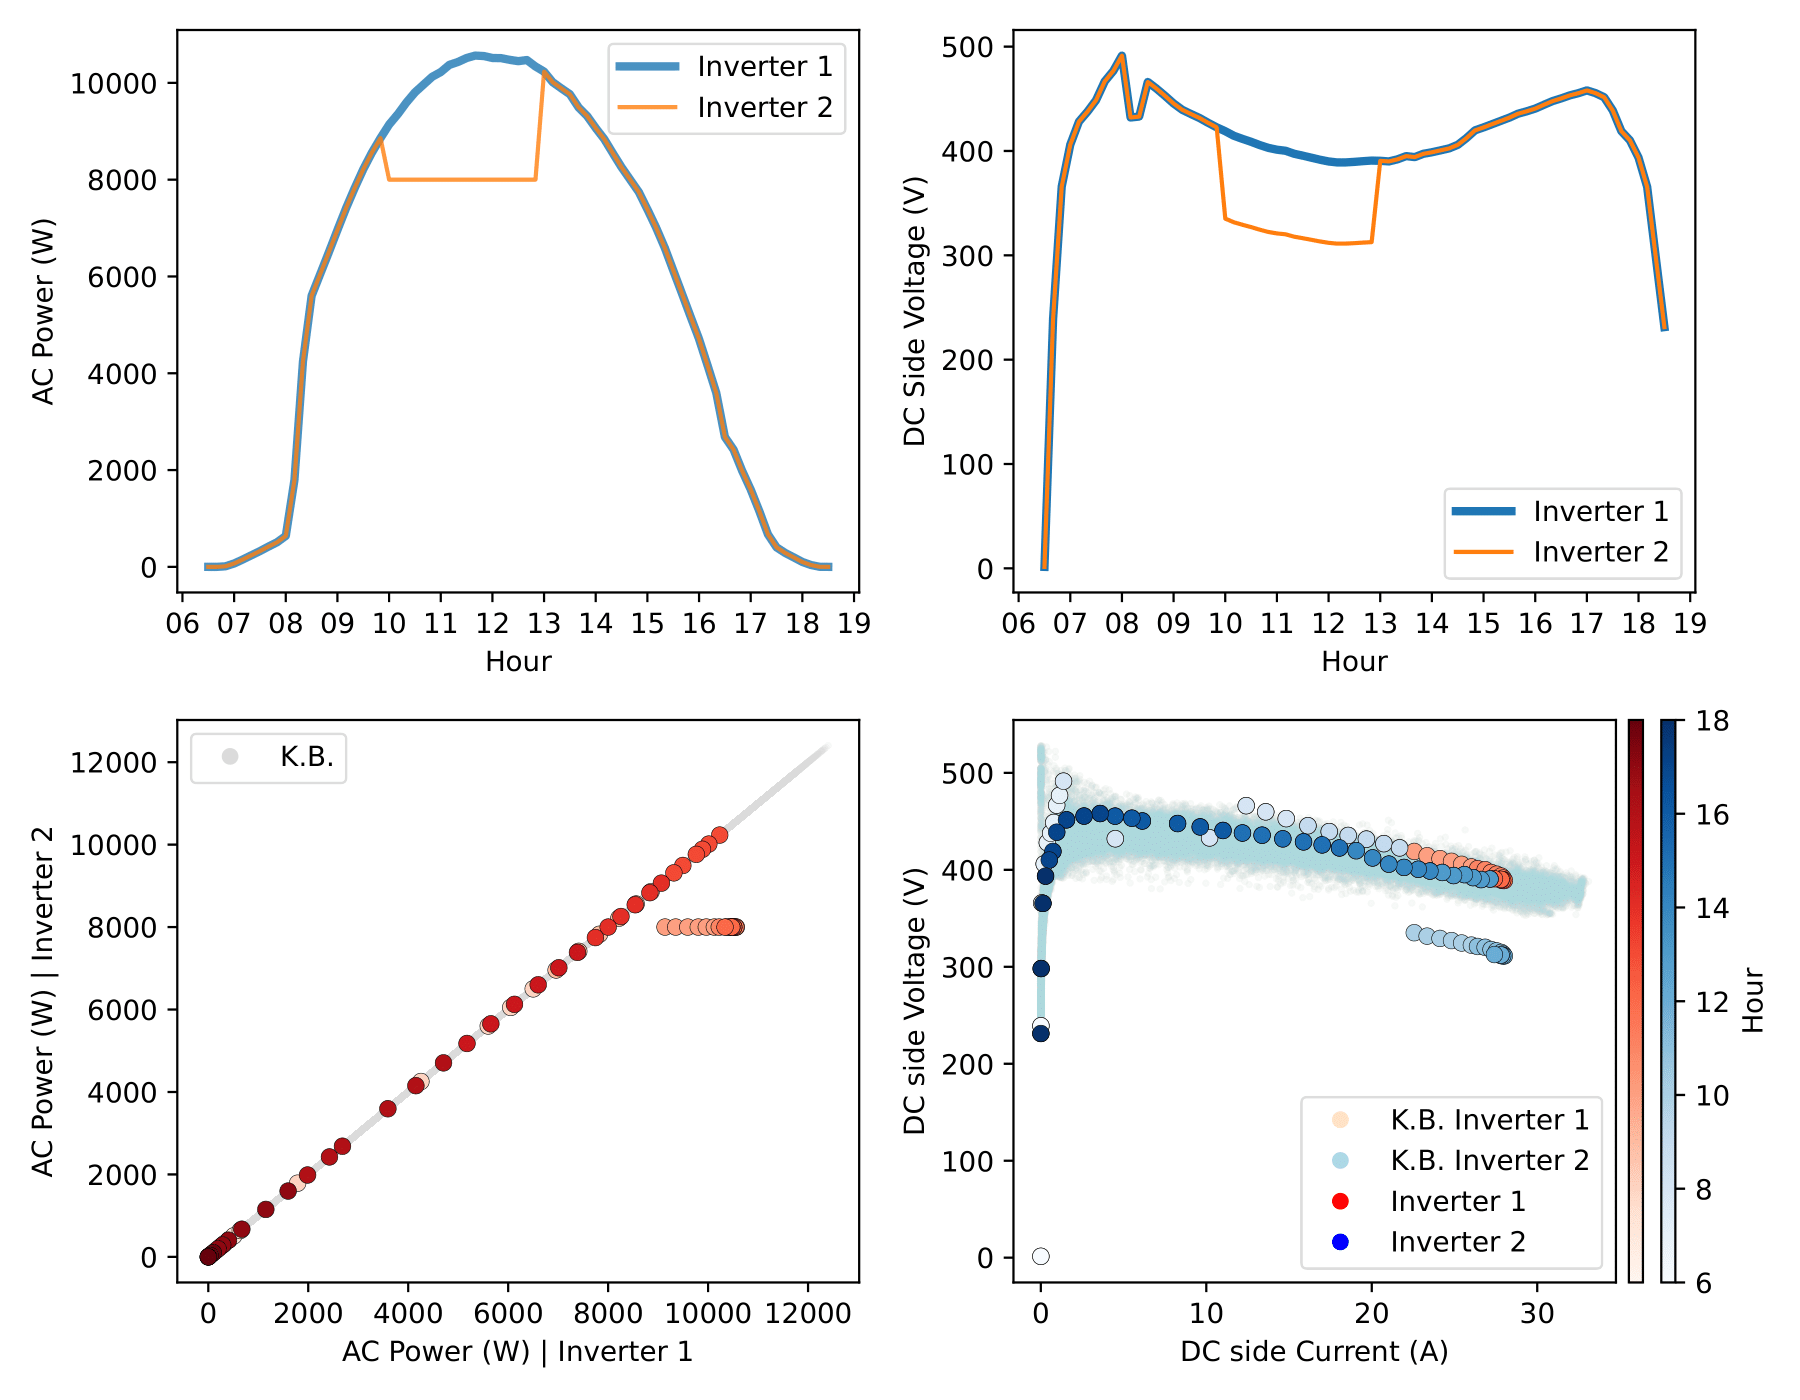 AC Power (W)
10000
8000
6000
4000
2000
0
Inverter 1
Inverter 2
06 07 08 09 10 11 12 13 14 15 16 17 18 19
Hour
DC Side Voltage (V)
500
400
300
200
100
0
Inverter 1
Inverter 2
06 07 08 09 10 11 12 13 14 15 16 17 18 19
Hour
AC Power (W) | Inverter 2
12000
10000
8000
6000
4000
2000
0
K.B.
0 2000 4000 6000 8000 10000 12000
AC Power (W) | Inverter 1
DC side Voltage (V)
500
400
300
200
100
0
K.B. Inverter 1
K.B. Inverter 2
Inverter 1
Inverter 2
0 10 20 30
DC side Current (A)
18
16
14
12
10
8
6
Hour